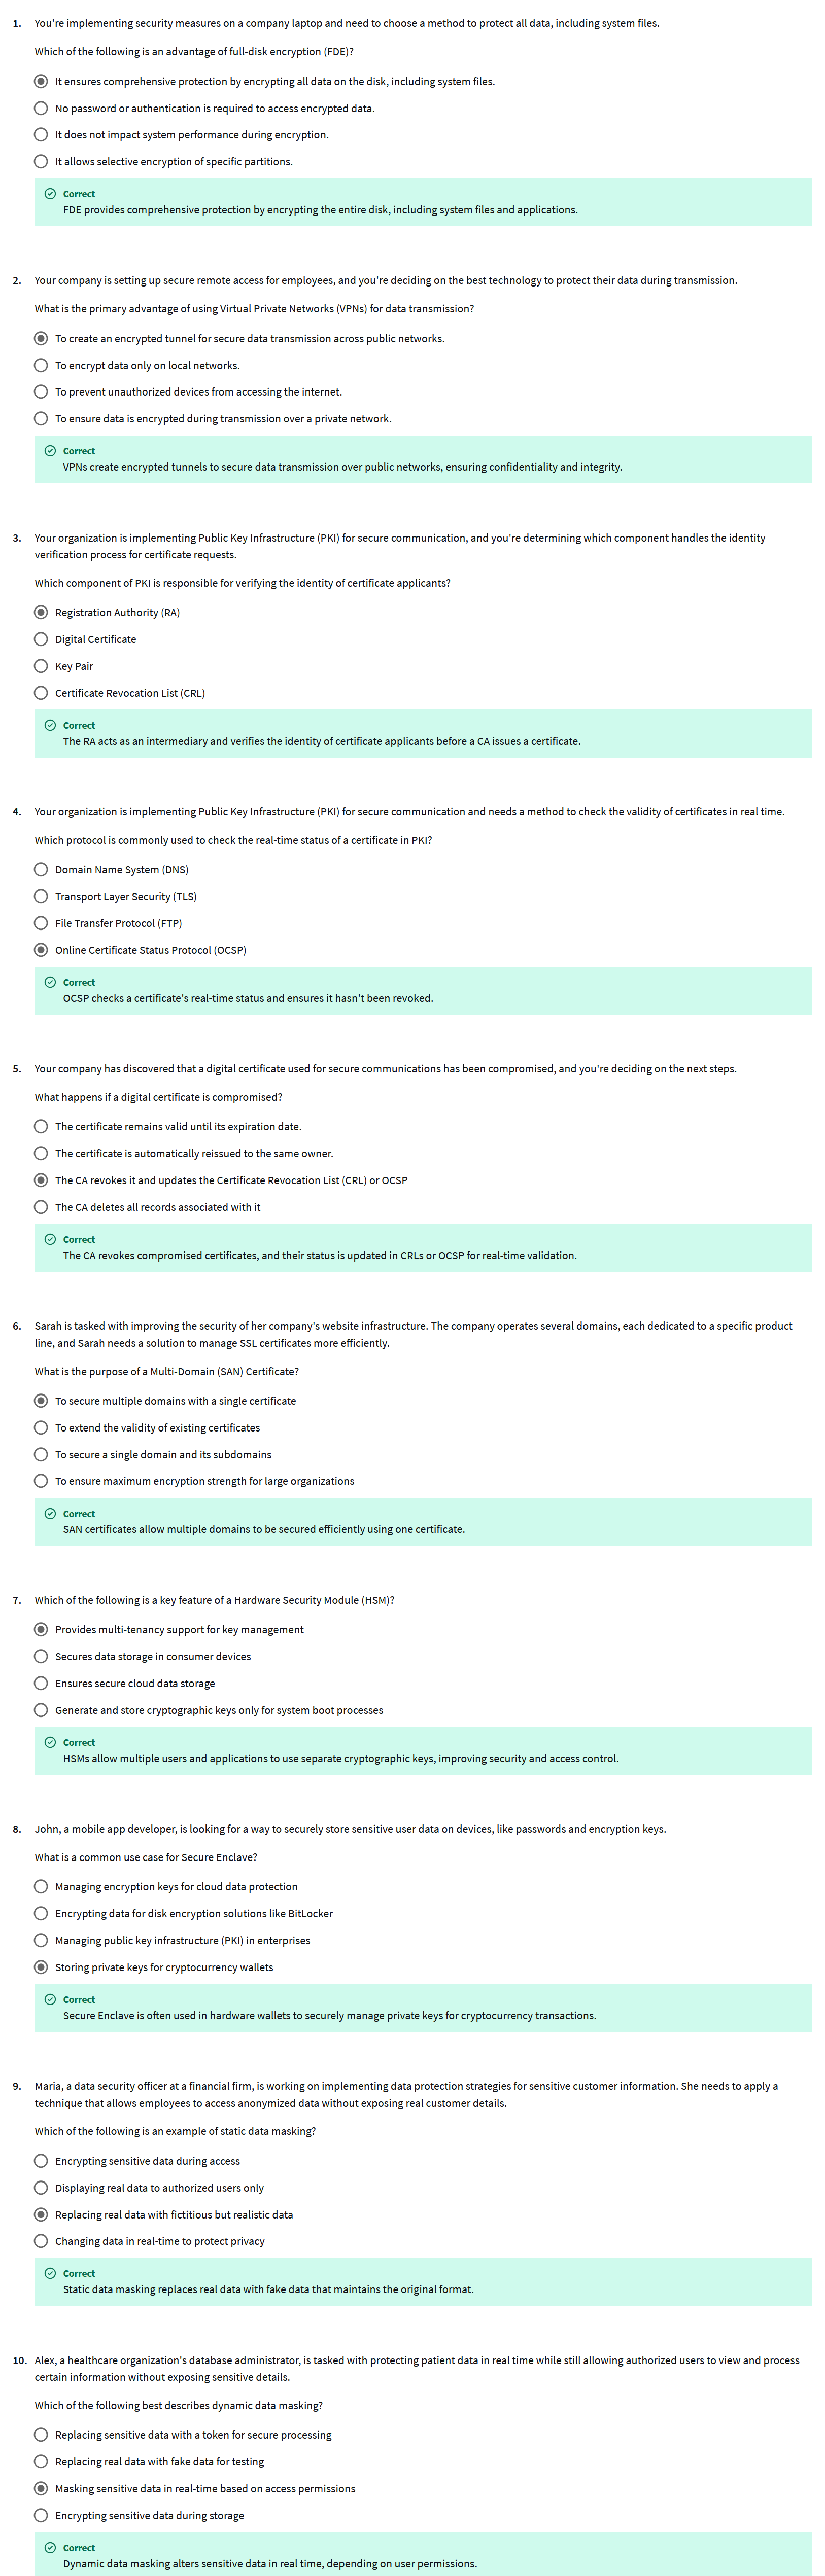 1. You're implementing security measures on a company laptop and need to choose a method to protect all data, including system files.
Which of the following is an advantage of full-disk encryption (FDE)?
It ensures comprehensive protection by encrypting all data on the disk, including system files.
No password or authentication is required to access encrypted data.
It does not impact system performance during encryption.
It allows selective encryption of specific partitions.
Correct
FDE provides comprehensive protection by encrypting the entire disk, including system files and applications.
2. Your company is setting up secure remote access for employees, and you're deciding on the best technology to protect their data during transmission.
What is the primary advantage of using Virtual Private Networks (VPNs) for data transmission?
To create an encrypted tunnel for secure data transmission across public networks.
To encrypt data only on local networks.
To prevent unauthorized devices from accessing the internet.
To ensure data is encrypted during transmission over a private network.
Correct
VPNs create encrypted tunnels to secure data transmission over public networks, ensuring confidentiality and integrity.
3. Your organization is implementing Public Key Infrastructure (PKI) for secure communication, and you're determining which component handles the identity
verification process for certificate requests.
Which component of PKI is responsible for verifying the identity of certificate applicants?
Registration Authority (RA)
Digital Certificate
Key Pair
Certificate Revocation List (CRL)
Correct
The RA acts as an intermediary and verifies the identity of certificate applicants before a CA issues a certificate.
4. Your organization is implementing Public Key Infrastructure (PKI) for secure communication and needs a method to check the validity of certificates in real time.
Which protocol is commonly used to check the real-time status of a certificate in PKI?
Domain Name System (DNS)
Transport Layer Security (TLS)
File Transfer Protocol (FTP)
Online Certificate Status Protocol (OCSP)
Correct
OCSP checks a certificate's real-time status and ensures it hasn't been revoked.
5. Your company has discovered that a digital certificate used for secure communications has been compromised, and you're deciding on the next steps.
What happens if a digital certificate is compromised?
The certificate remains valid until its expiration date.
The certificate is automatically reissued to the same owner.
The CA revokes it and updates the Certificate Revocation List (CRL) or OCSP
The CA deletes all records associated with it
Correct
The CA revokes compromised certificates, and their status is updated in CRLs or OCSP for real-time validation.
6. Sarah is tasked with improving the security of her company's website infrastructure. The company operates several domains, each dedicated to a specific product
line, and Sarah needs a solution to manage SSL certificates more efficiently.
What is the purpose of a Multi-Domain (SAN) Certificate?
To secure multiple domains with a single certificate
To extend the validity of existing certificates
To secure a single domain and its subdomains
To ensure maximum encryption strength for large organizations
Correct
SAN certificates allow multiple domains to be secured efficiently using one certificate.
7. Which of the following is a key feature of a Hardware Security Module (HSM)?
Provides multi-tenancy support for key management
Secures data storage in consumer devices
Ensures secure cloud data storage
Generate and store cryptographic keys only for system boot processes
Correct
HSMs allow multiple users and applications to use separate cryptographic keys, improving security and access control.
8. John, a mobile app developer, is looking for a way to securely store sensitive user data on devices, like passwords and encryption keys.
What is a common use case for Secure Enclave?
Managing encryption keys for cloud data protection
Encrypting data for disk encryption solutions like BitLocker
Managing public key infrastructure (PKI) in enterprises
Storing private keys for cryptocurrency wallets
Correct
Secure Enclave is often used in hardware wallets to securely manage private keys for cryptocurrency transactions.
9. Maria, a data security officer at a financial firm, is working on implementing data protection strategies for sensitive customer information. She needs to apply a
technique that allows employees to access anonymized data without exposing real customer details.
Which of the following is an example of static data masking?
Encrypting sensitive data during access
Displaying real data to authorized users only
Replacing real data with fictitious but realistic data
Changing data in real-time to protect privacy
Correct
Static data masking replaces real data with fake data that maintains the original format.
10. Alex, a healthcare organization's database administrator, is tasked with protecting patient data in real time while still allowing authorized users to view and process
certain information without exposing sensitive details.
Which of the following best describes dynamic data masking?
Replacing sensitive data with a token for secure processing
Replacing real data with fake data for testing
Masking sensitive data in real-time based on access permissions
Encrypting sensitive data during storage
Correct
Dynamic data masking alters sensitive data in real time, depending on user permissions.